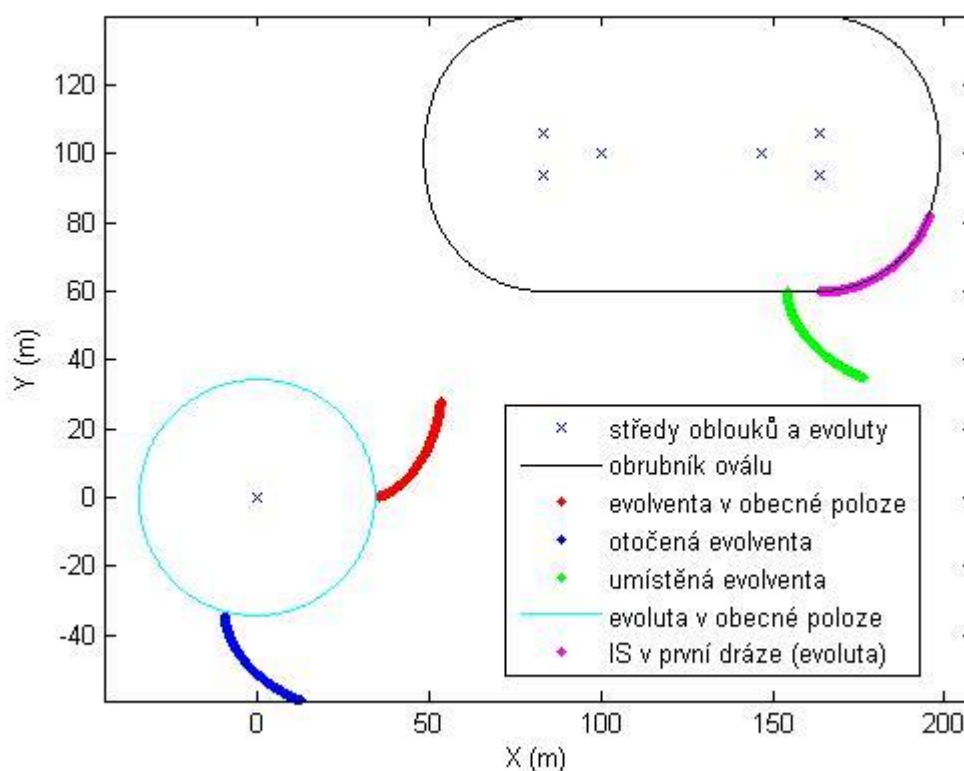 120
100
80
60
40
20
0
-20
-40
Y (m)
0
50
100
150
200
X (m)
středy oblouků a evoluty
obrubník oválu
evolventa v obecné poloze
otočená evolventa
umístěná evolventa
evoluta v obecné poloze
IS v první dráze (evoluta)